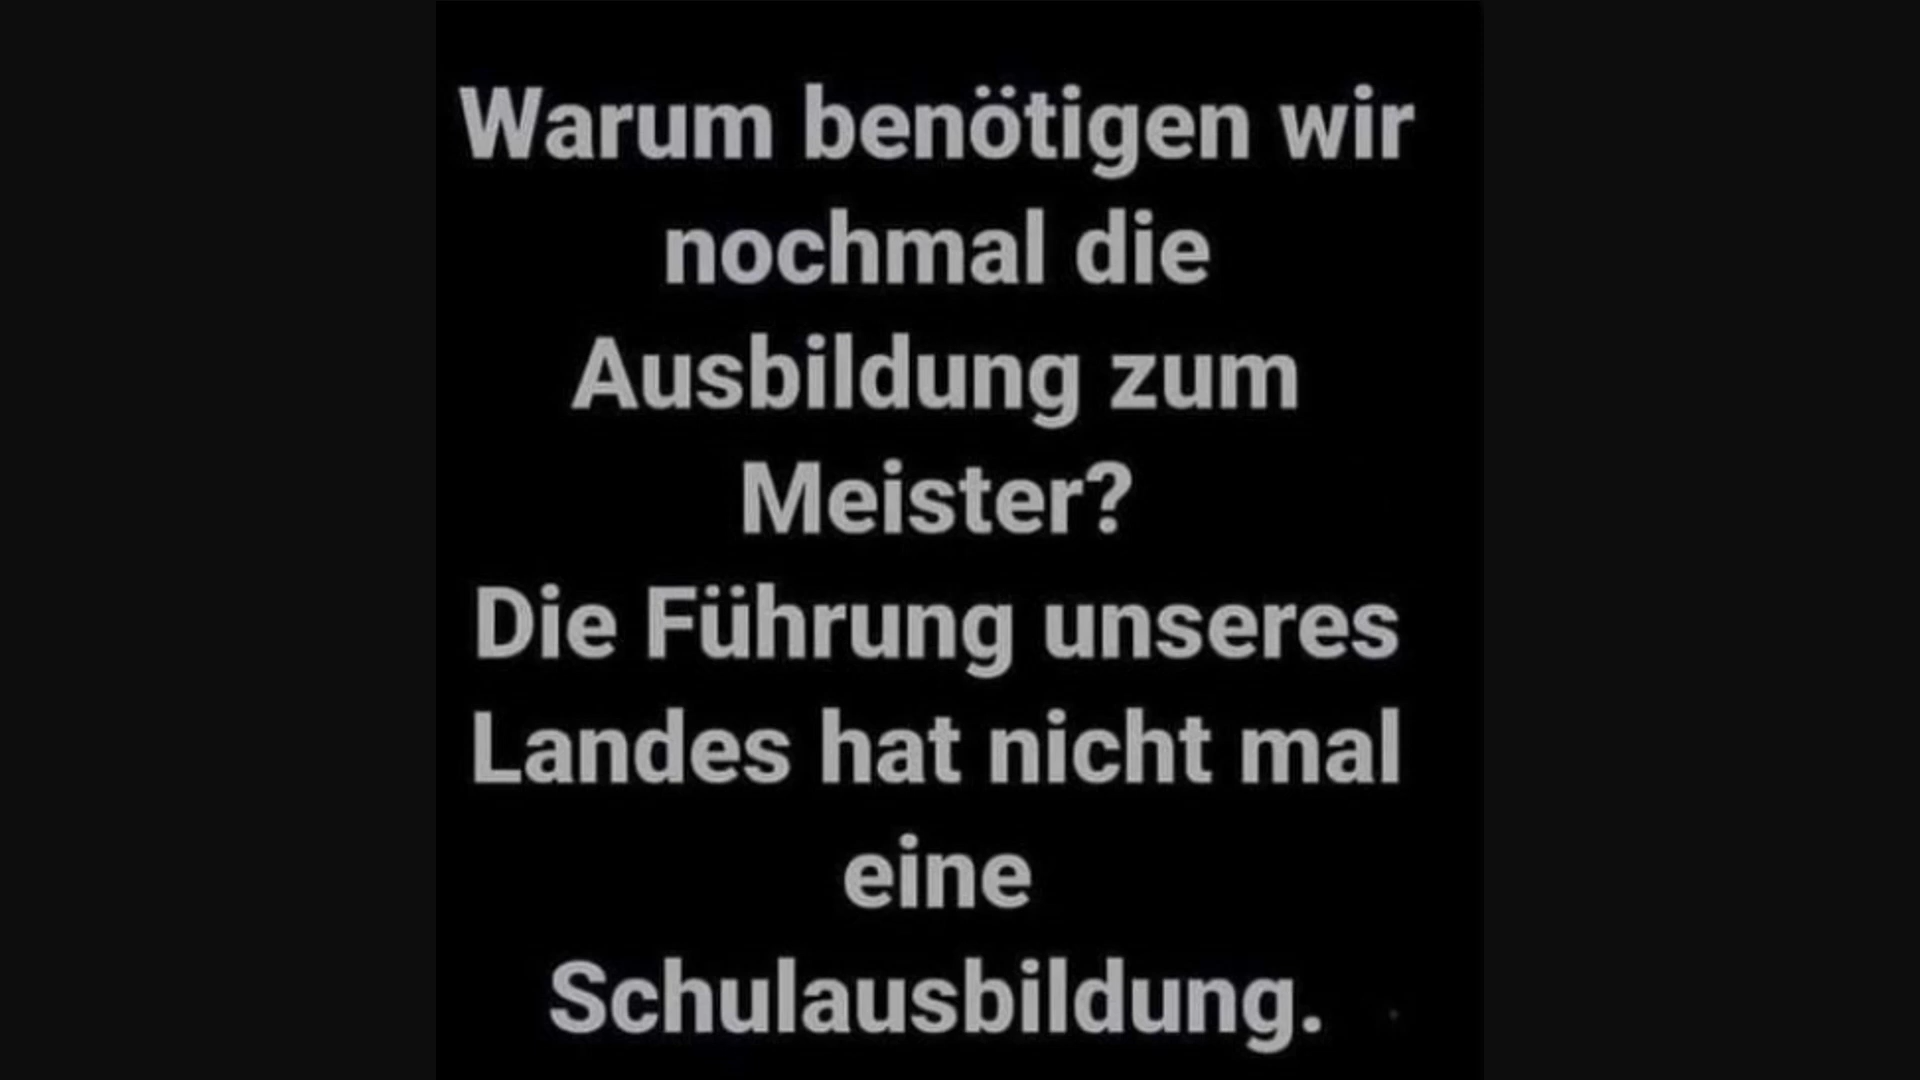 Warum benötigen wir
nochmal die
Ausbildung zum
Meister?
Die Führung unseres
Landes hat nicht mal
eine
Schulausbildung.